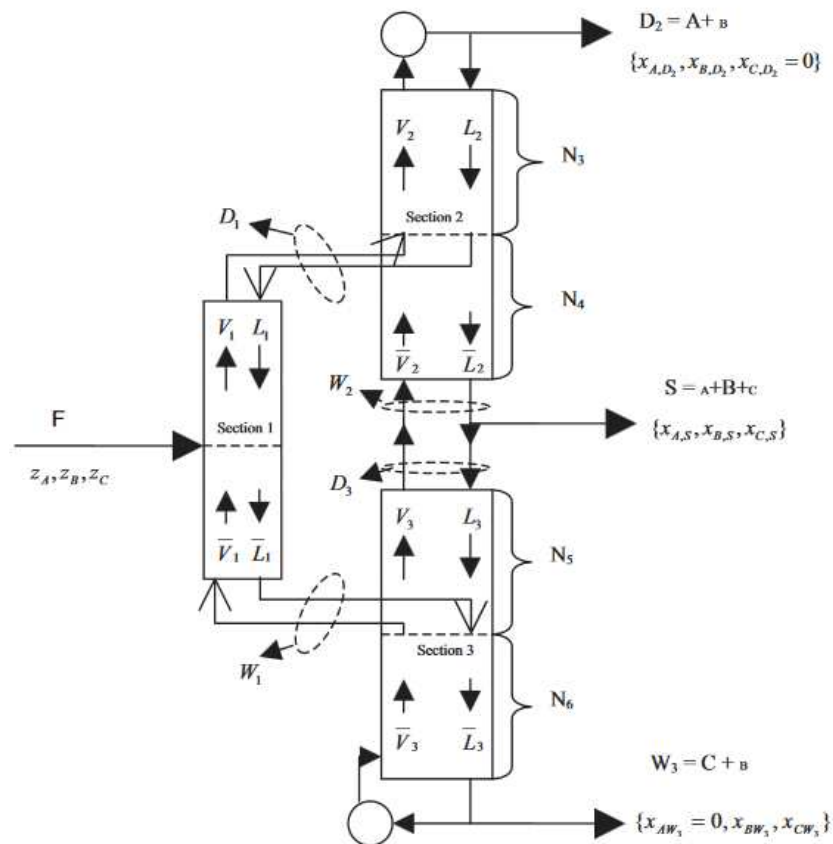 D₂ = A+ B
{x_{A,D₂}, x_{B,D₂}, x_{C,D₂} = 0}
V₂ L₂
N₃
Section 2
D₁
N₄
V₁ L₁
V̅₂ L̅₂
W₂
S = A+B+C
{x_{A,S}, x_{B,S}, x_{C,S}}
F
Section 1
z_A, z_B, z_C
D₃
V₃ L₃
V̅₁ L̅₁
N₅
Section 3
W₁
N₆
V̅₃ L̅₃
W₃ = C + B
{x_{AW₃} = 0, x_{BW₃}, x_{CW₃}}